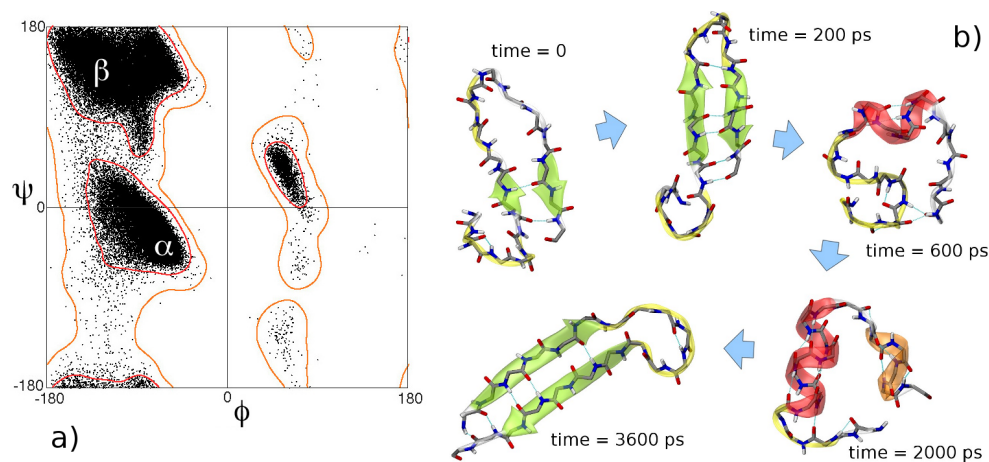 180
β
ψ
0
α
-180
-180
0
180
ϕ
a)
b)
time = 0
time = 200 ps
time = 600 ps
time = 2000 ps
time = 3600 ps